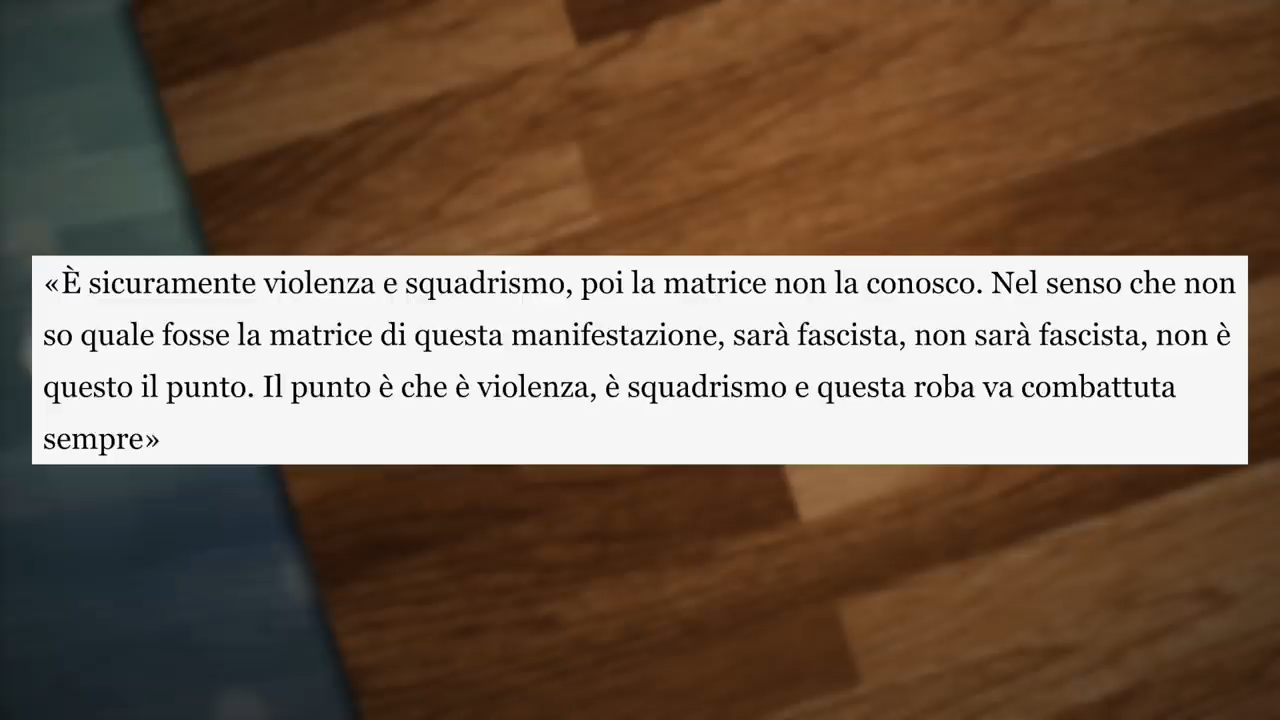 «È sicuramente violenza e squadrismo, poi la matrice non la conosco. Nel senso che non
so quale fosse la matrice di questa manifestazione, sarà fascista, non sarà fascista, non è
questo il punto. Il punto è che è violenza, è squadrismo e questa roba va combattuta
sempre»